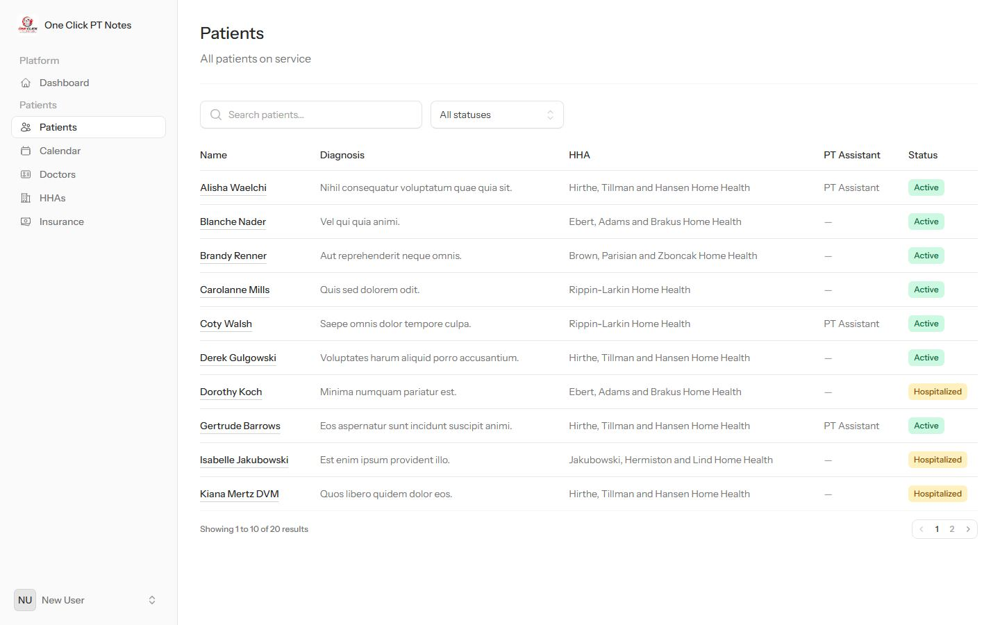 ONE CLICK
One Click PT Notes
Platform
Dashboard
Patients
Patients
Calendar
Doctors
HHAs
Insurance
NU New User
Patients
All patients on service
Search patients...
All statuses
Name Diagnosis HHA PT Assistant Status
Alisha Waelchi Nihil consequatur voluptatum quae quia sit. Hirthe, Tillman and Hansen Home Health PT Assistant Active
Blanche Nader Vel qui quia animi. Ebert, Adams and Brakus Home Health — Active
Brandy Renner Aut reprehenderit neque omnis. Brown, Parisian and Zboncak Home Health — Active
Carolanne Mills Quis sed dolorem odit. Rippin-Larkin Home Health — Active
Coty Walsh Saepe omnis dolor tempore culpa. Rippin-Larkin Home Health PT Assistant Active
Derek Gulgowski Voluptates harum aliquid porro accusantium. Hirthe, Tillman and Hansen Home Health — Active
Dorothy Koch Minima numquam pariatur est. Ebert, Adams and Brakus Home Health — Hospitalized
Gertrude Barrows Eos aspernatur sunt incidunt suscipit animi. Hirthe, Tillman and Hansen Home Health PT Assistant Active
Isabelle Jakubowski Est enim ipsum provident illo. Jakubowski, Hermiston and Lind Home Health — Hospitalized
Kiana Mertz DVM Quos libero quidem dolor eos. Hirthe, Tillman and Hansen Home Health — Hospitalized
Showing 1 to 10 of 20 results
1 2